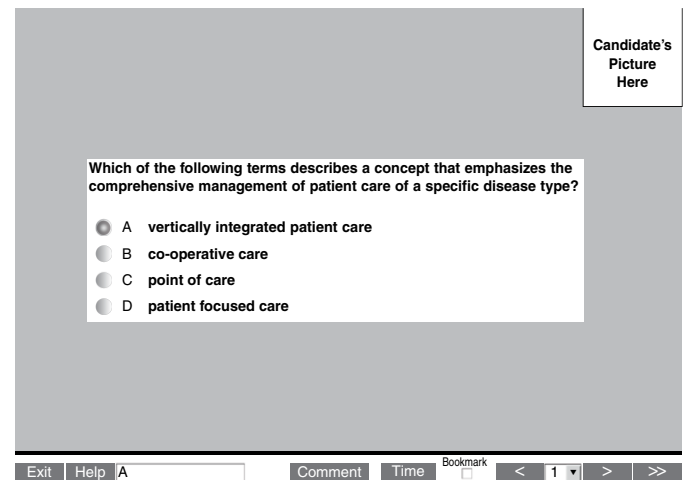 Candidate's
Picture
Here
Which of the following terms describes a concept that emphasizes the
comprehensive management of patient care of a specific disease type?
A vertically integrated patient care
B co-operative care
C point of care
D patient focused care
Exit Help A Comment Time Bookmark < 1 > >>